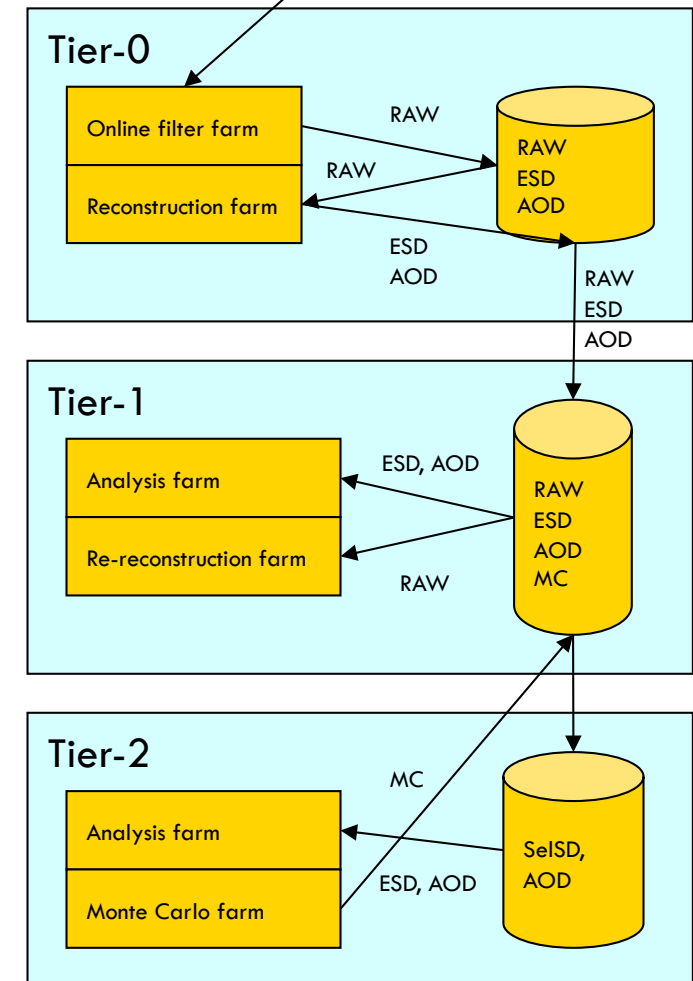 Tier-0
Online filter farm
Reconstruction farm
RAW
RAW
ESD
AOD
RAW
ESD
AOD
RAW
ESD
AOD
Tier-1
Analysis farm
Re-reconstruction farm
ESD, AOD
RAW
RAW
ESD
AOD
MC
Tier-2
Analysis farm
Monte Carlo farm
MC
ESD, AOD
SelSD,
AOD